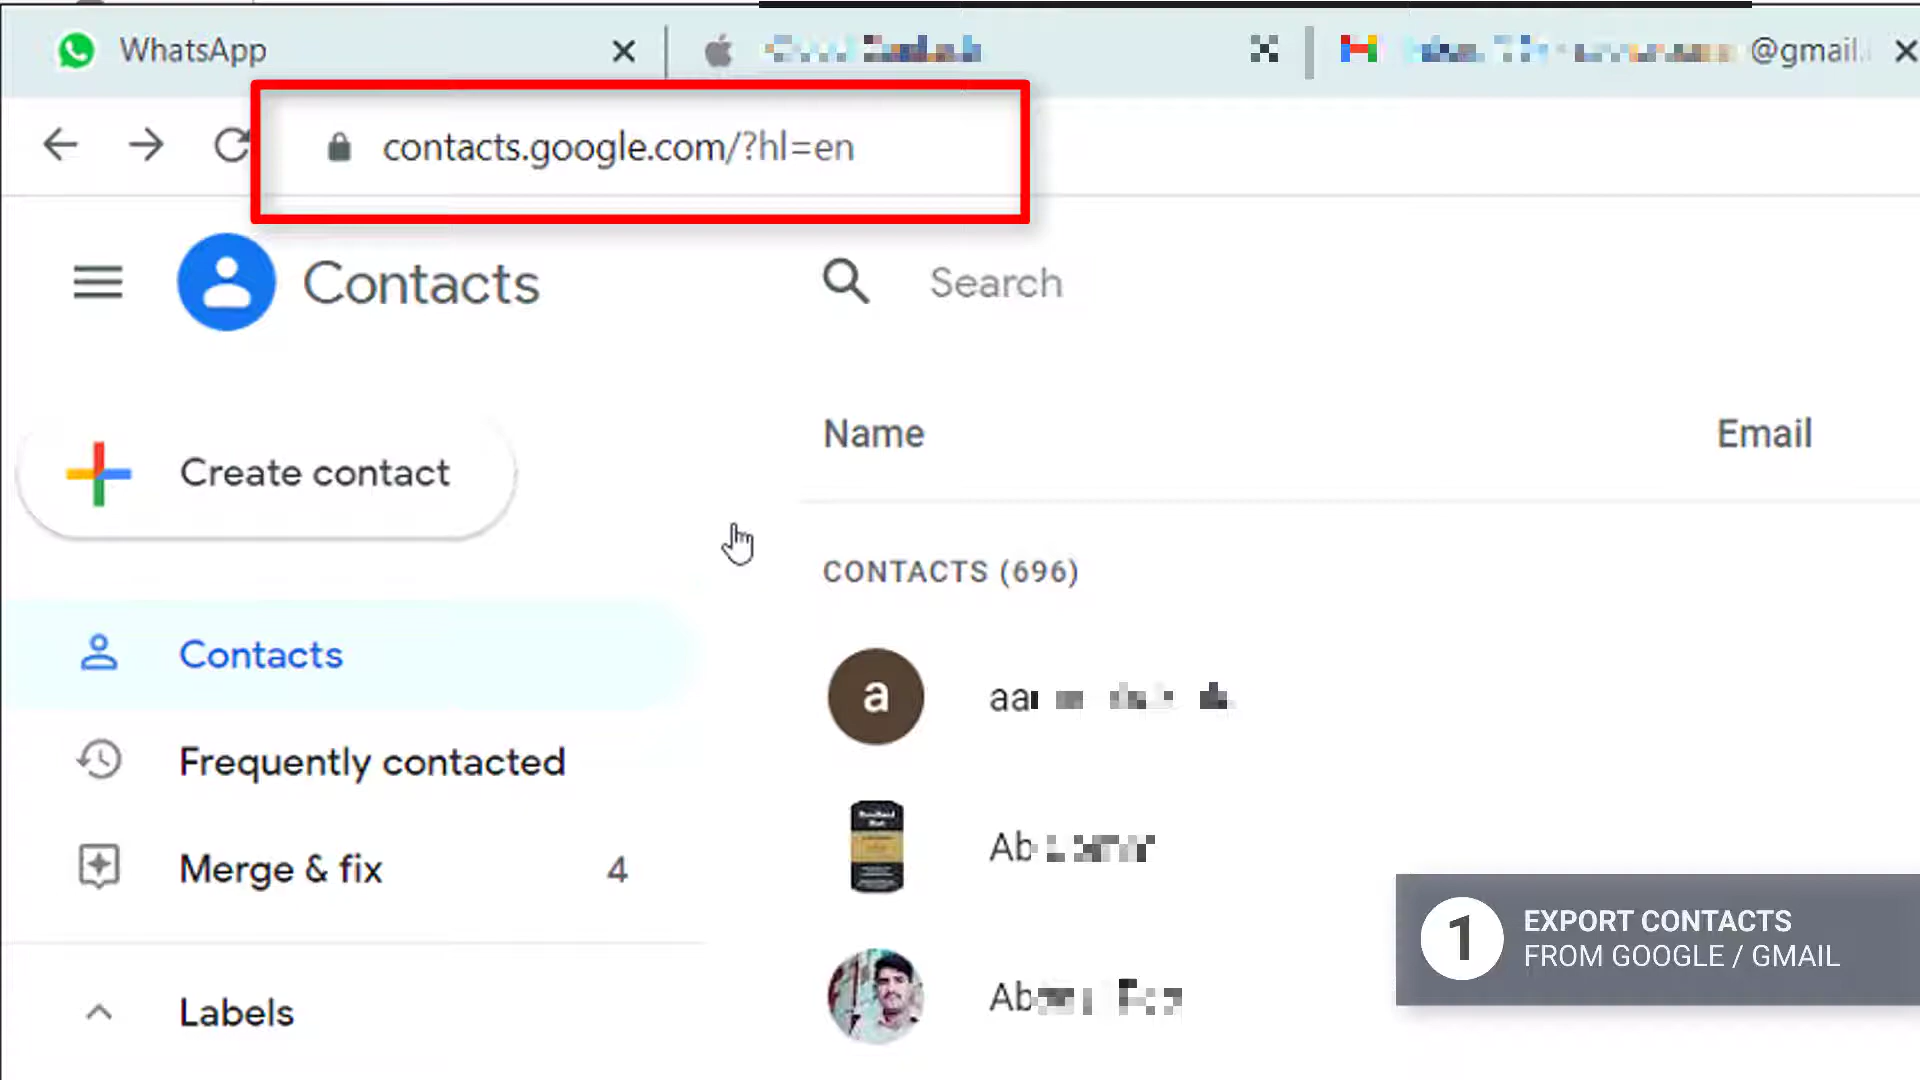 WhatsApp
@gmail.
contacts.google.com/?hl=en
Contacts
Search
Name
Email
Create contact
CONTACTS (696)
Contacts
a
Frequently contacted
Merge & fix
4
Labels
1
EXPORT CONTACTS
FROM GOOGLE / GMAIL